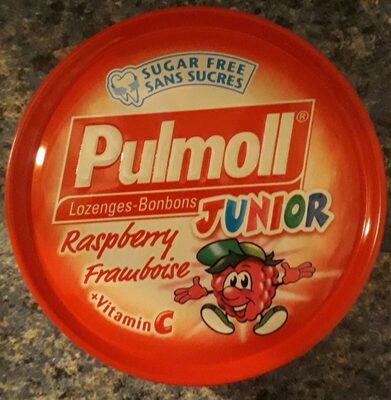 SUGAR FREE
SANS SUCRES
Pulmoll®
Lozenges-Bonbons
JUNIOR
Raspberry
Framboise
+Vitamin C